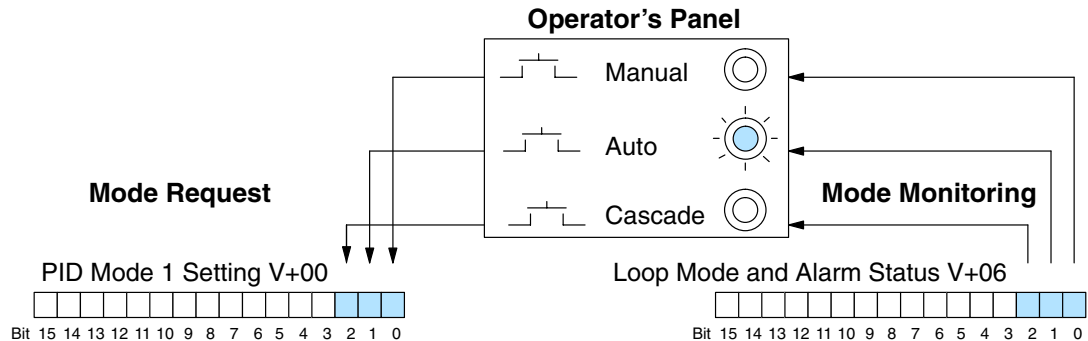 Operator's Panel
Manual
Auto
Cascade
Mode Request
Mode Monitoring
PID Mode 1 Setting V+00
Bit 15 14 13 12 11 10 9 8 7 6 5 4 3 2 1 0
Loop Mode and Alarm Status V+06
Bit 15 14 13 12 11 10 9 8 7 6 5 4 3 2 1 0